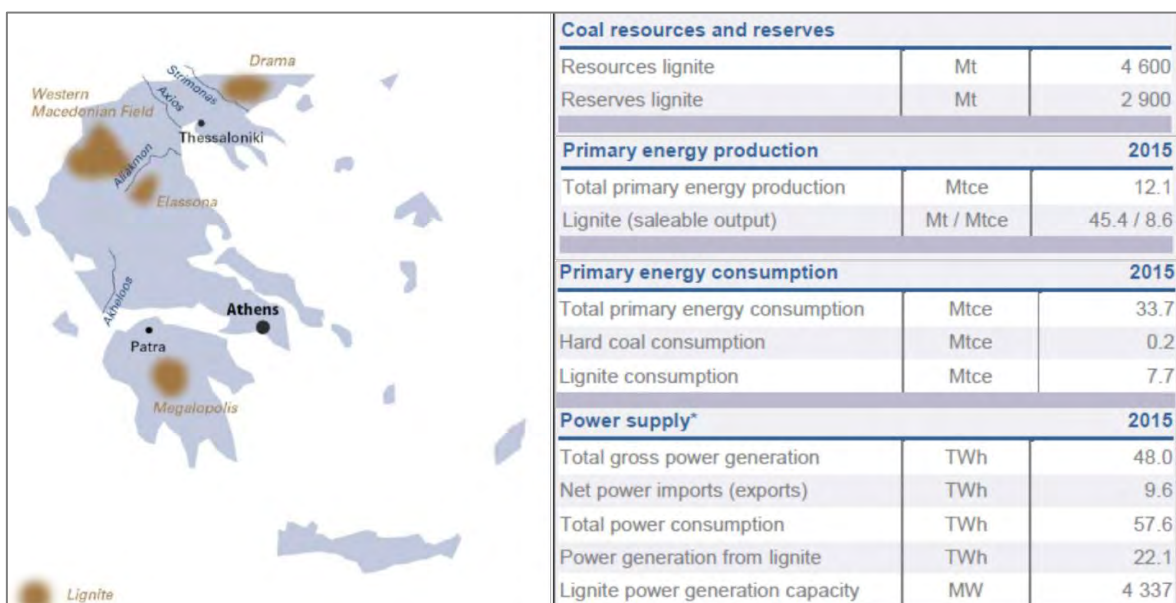 Drama
Strimonas
Axios
Western
Macedonian Field
Thessaloniki
Aliakmon
Elassona
Akheloos
Athens
Patra
Megalopolis
Lignite
Coal resources and reserves
Resources lignite Mt 4 600
Reserves lignite Mt 2 900
Primary energy production 2015
Total primary energy production Mtce 12.1
Lignite (saleable output) Mt / Mtce 45.4 / 8.6
Primary energy consumption 2015
Total primary energy consumption Mtce 33.7
Hard coal consumption Mtce 0.2
Lignite consumption Mtce 7.7
Power supply* 2015
Total gross power generation TWh 48.0
Net power imports (exports) TWh 9.6
Total power consumption TWh 57.6
Power generation from lignite TWh 22.1
Lignite power generation capacity MW 4 337